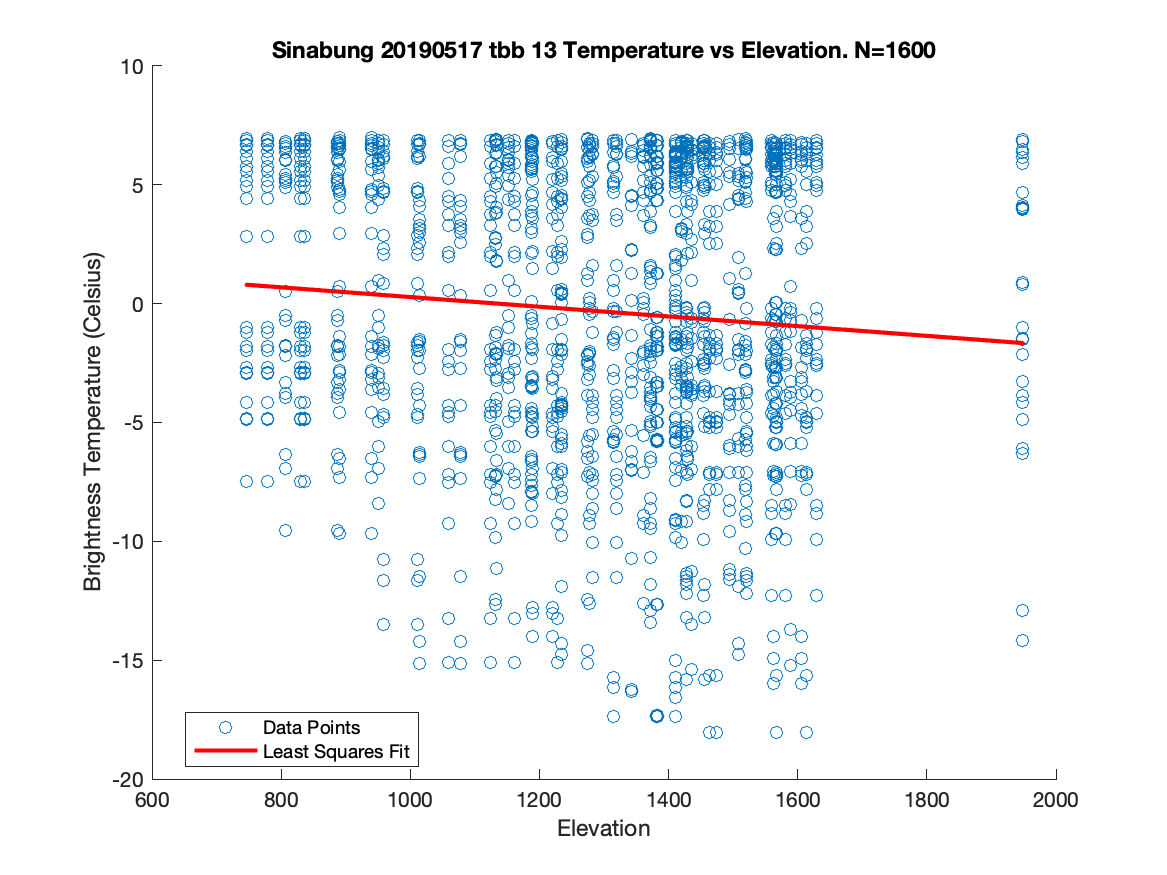 Sinabung 20190517 tbb 13 Temperature vs Elevation. N=1600
10
5
0
-5
-10
-15
-20
Brightness Temperature (Celsius)
Data Points
Least Squares Fit
600 800 1000 1200 1400 1600 1800 2000
Elevation